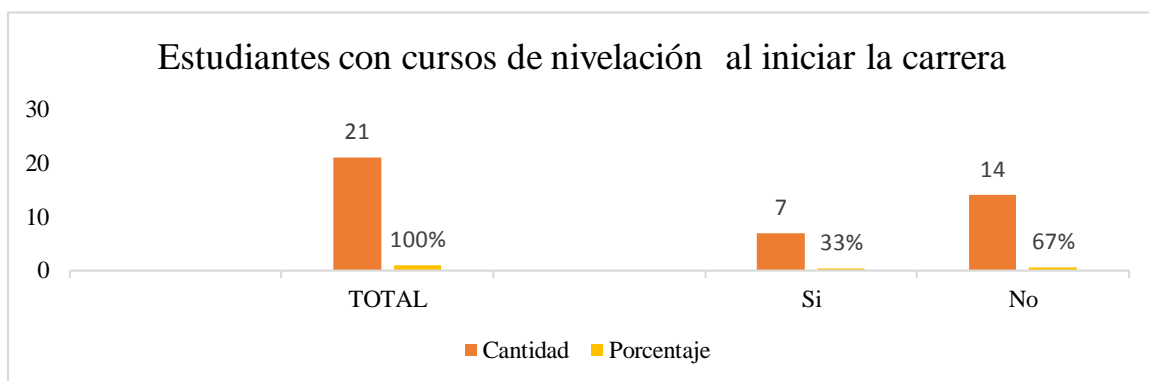 Estudiantes con cursos de nivelación al iniciar la carrera
30
20
10
0
21
100%
7
33%
14
67%
TOTAL
Si
No
Cantidad
Porcentaje